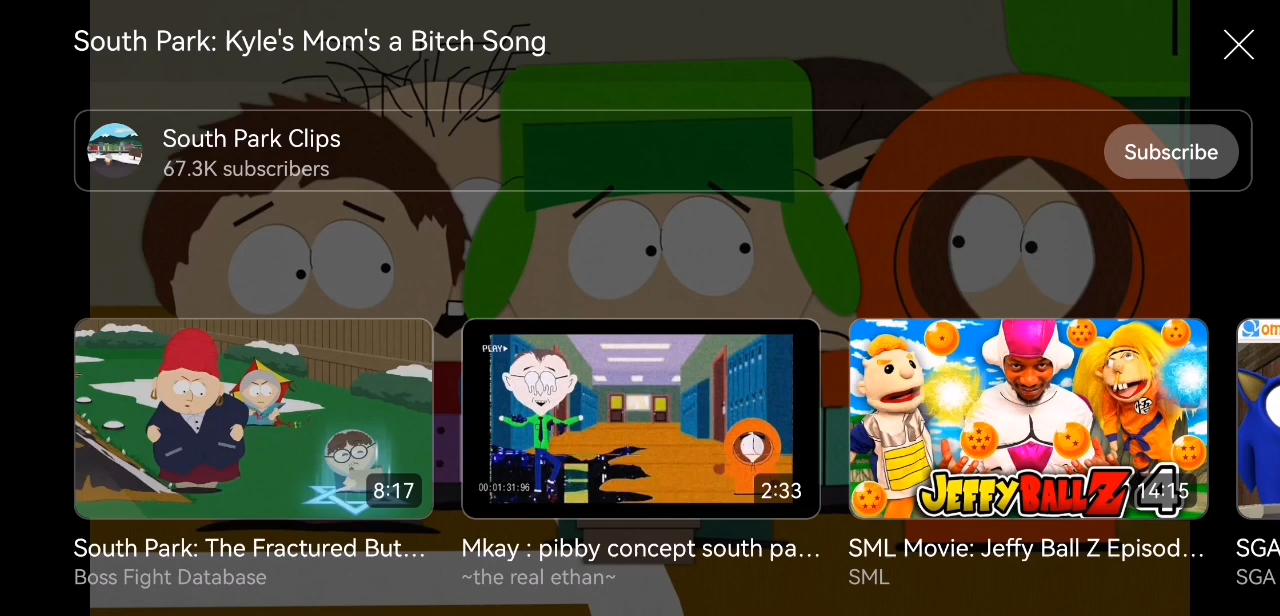 South Park: Kyle's Mom's a Bitch Song
South Park Clips
67.3K subscribers
Subscribe
PLAY
00:01:31:96
JEFFY BALL Z 4
8:17
2:33
14:15
South Park: The Fractured But...
Mkay : pibby concept south pa...
SML Movie: Jeffy Ball Z Episod...
SGA
Boss Fight Database
~the real ethan~
SML
SGA